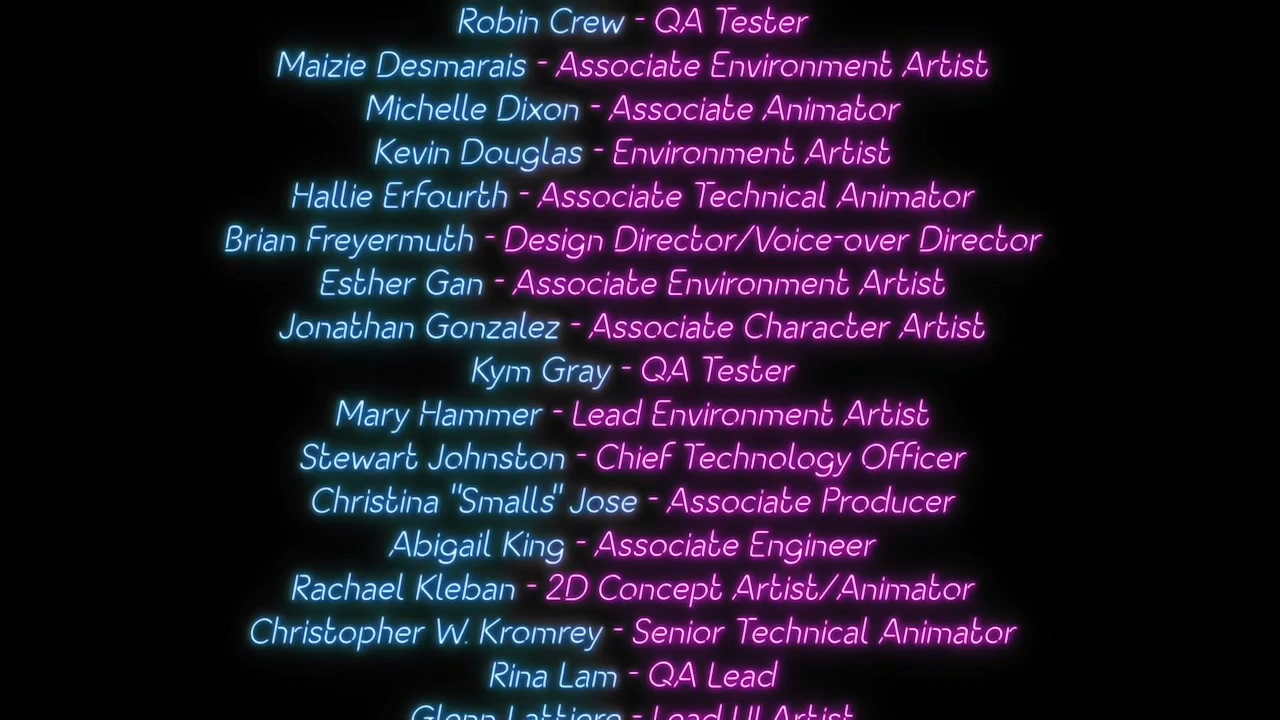 Robin Crew - QA Tester
Maizie Desmarais - Associate Environment Artist
Michelle Dixon - Associate Animator
Kevin Douglas - Environment Artist
Hallie Erfourth - Associate Technical Animator
Brian Freyermuth - Design Director/Voice-over Director
Esther Gan - Associate Environment Artist
Jonathan Gonzalez - Associate Character Artist
Kym Gray - QA Tester
Mary Hammer - Lead Environment Artist
Stewart Johnston - Chief Technology Officer
Christina "Smalls" Jose - Associate Producer
Abigail King - Associate Engineer
Rachael Kleban - 2D Concept Artist/Animator
Christopher W. Kromrey - Senior Technical Animator
Rina Lam - QA Lead
Glenn - Lead UI Artist